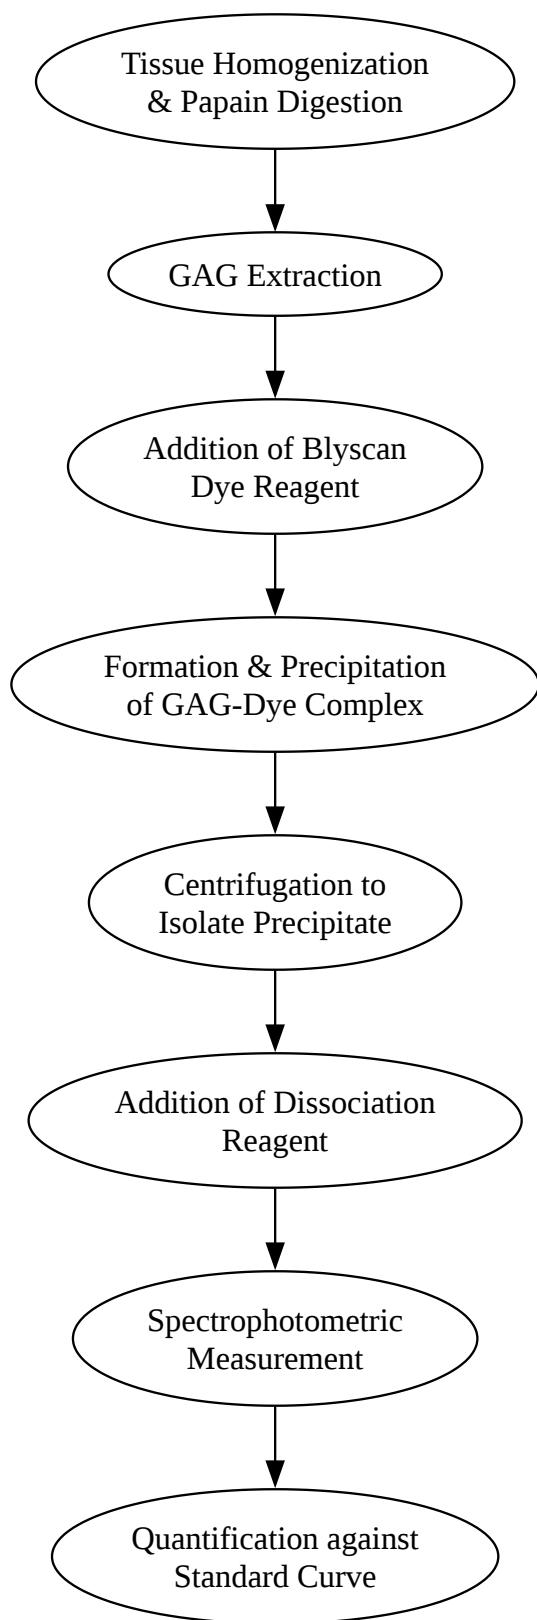 Tissue Homogenization
& Papain Digestion
GAG Extraction
Addition of Blyscan
Dye Reagent
Formation & Precipitation
of GAG-Dye Complex
Centrifugation to
Isolate Precipitate
Addition of Dissociation
Reagent
Spectrophotometric
Measurement
Quantification against
Standard Curve